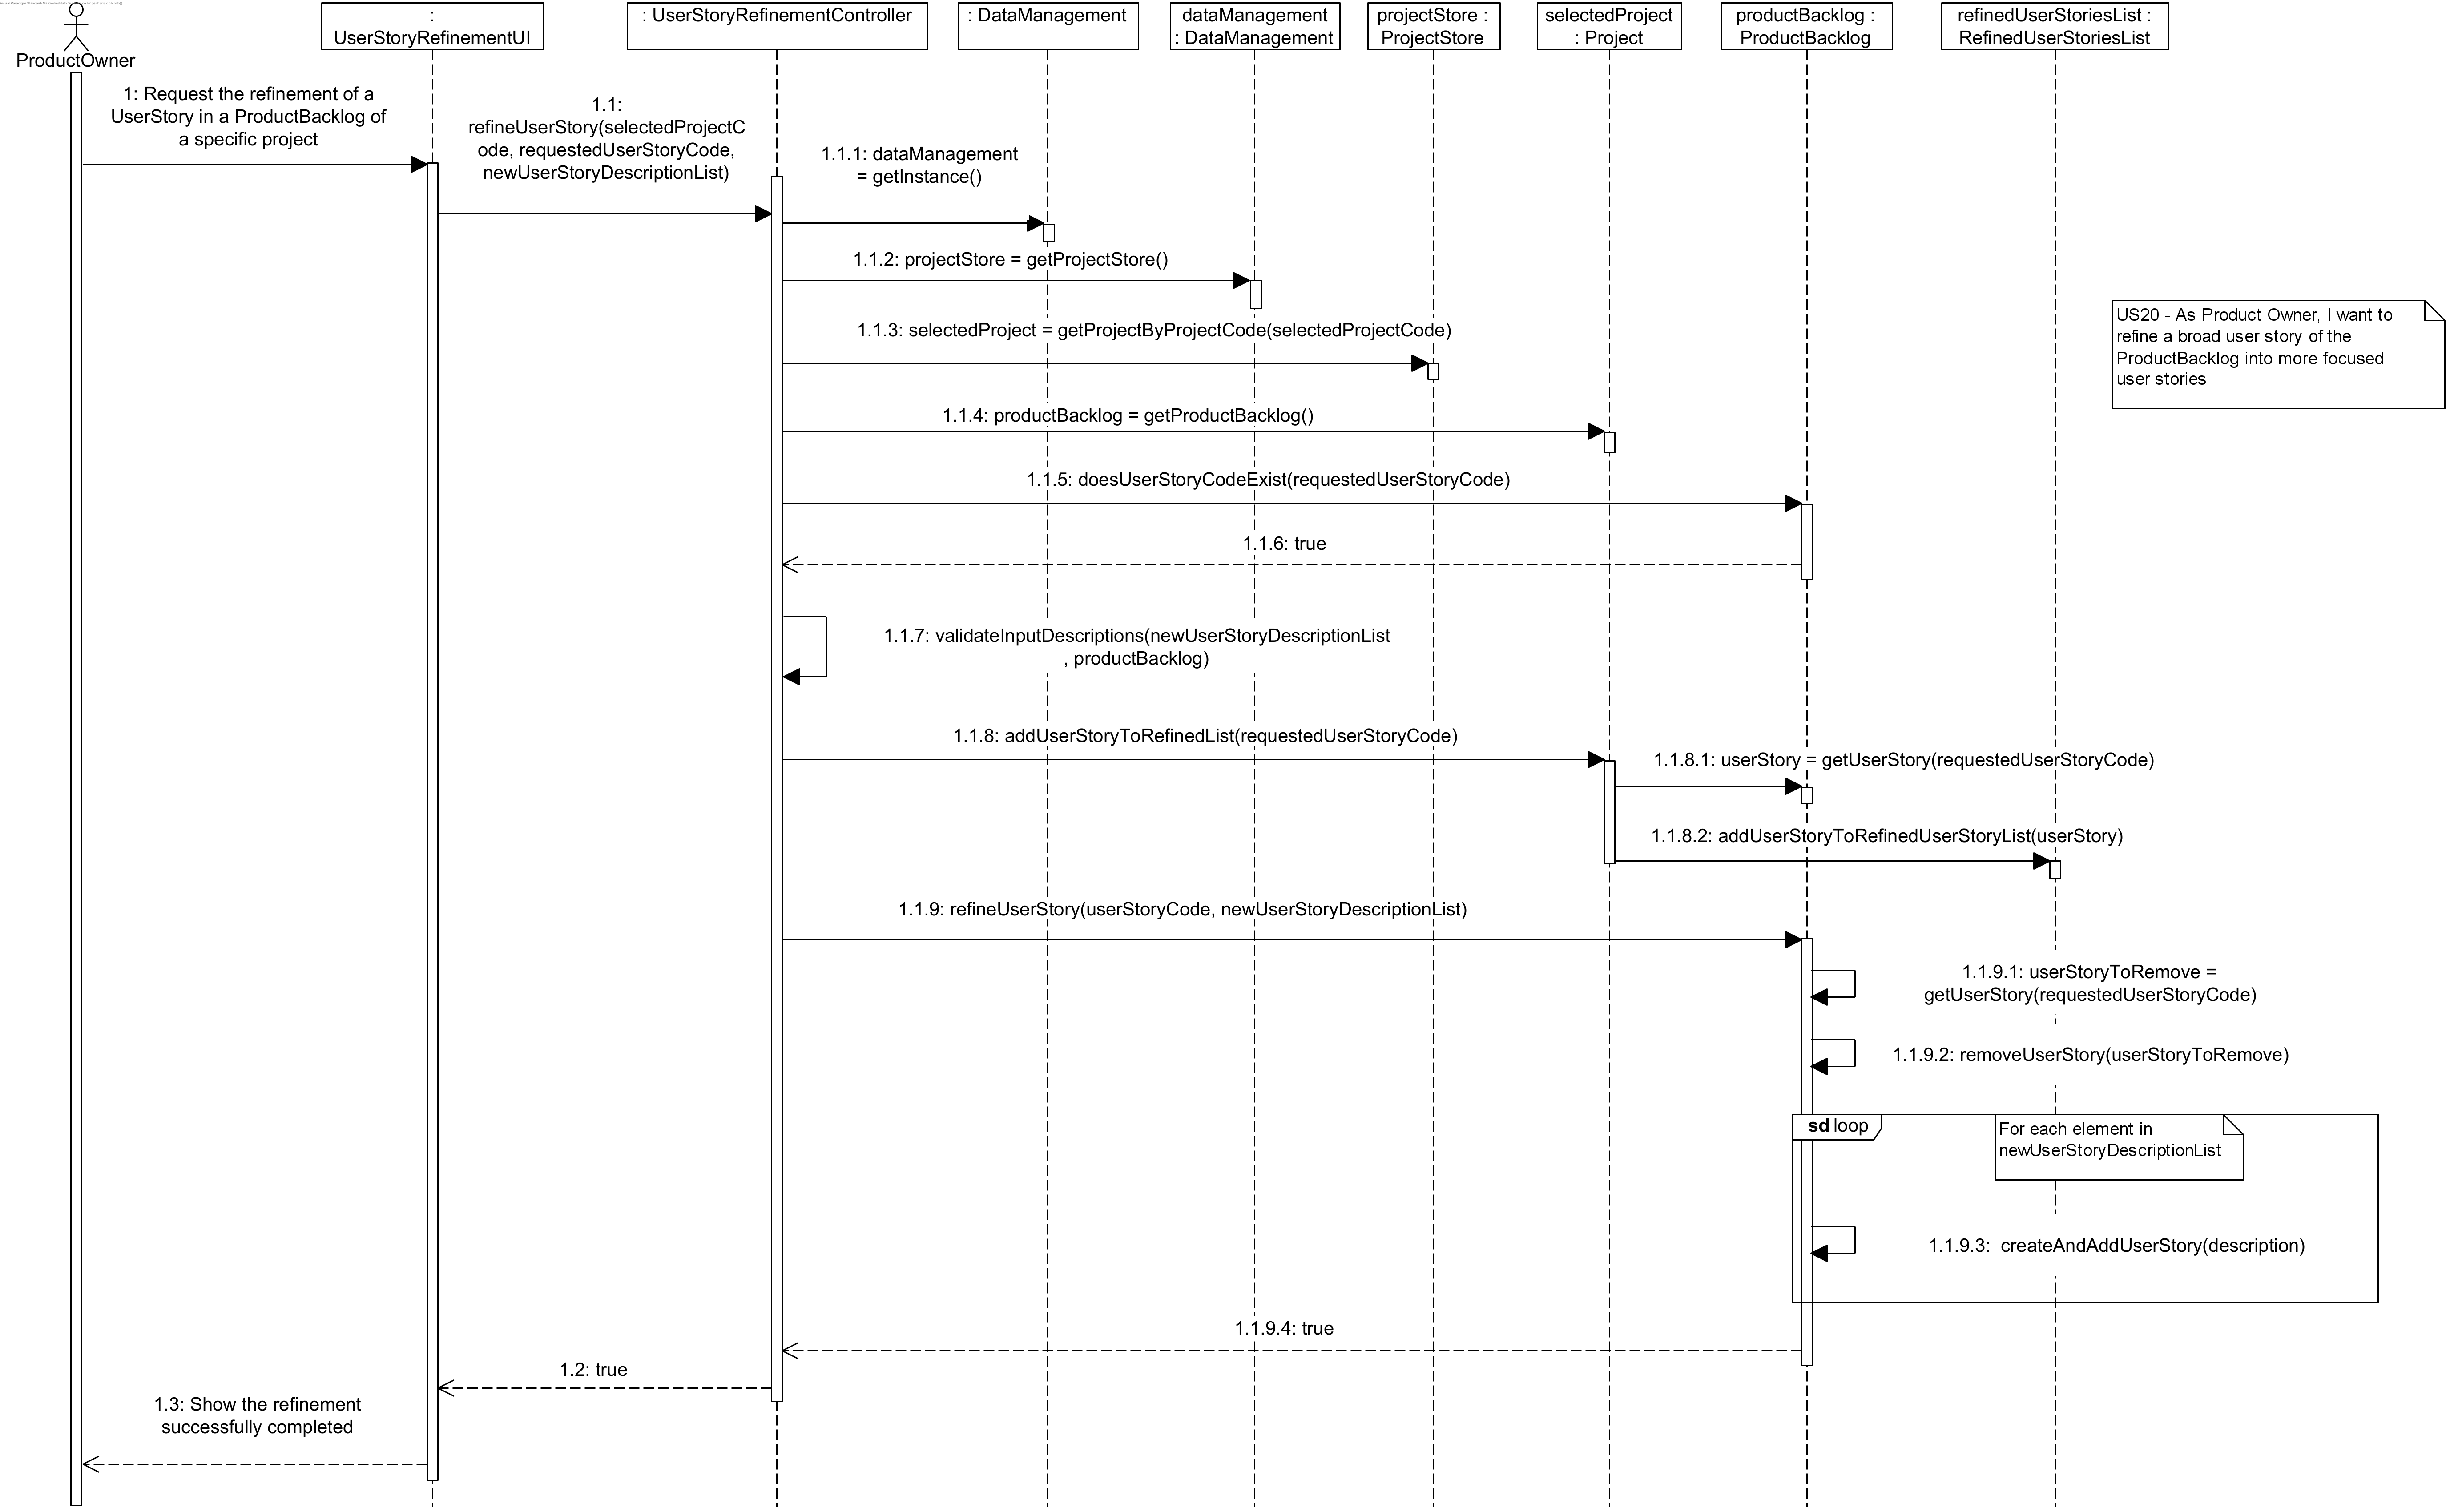 ProductOwner
:
UserStoryRefinementUI
: UserStoryRefinementController
: DataManagement
dataManagement
: DataManagement
projectStore :
ProjectStore
selectedProject
: Project
productBacklog :
ProductBacklog
refinedUserStoriesList :
RefinedUserStoriesList
1: Request the refinement of a
UserStory in a ProductBacklog of
a specific project
1.1:
refineUserStory(selectedProjectC
ode, requestedUserStoryCode,
newUserStoryDescriptionList)
1.1.1: dataManagement
= getInstance()
1.1.2: projectStore = getProjectStore()
US20 - As Product Owner, I want to
refine a broad user story of the
ProductBacklog into more focused
user stories
1.1.3: selectedProject = getProjectByProjectCode(selectedProjectCode)
1.1.4: productBacklog = getProductBacklog()
1.1.5: doesUserStoryCodeExist(requestedUserStoryCode)
1.1.6: true
1.1.7: validateInputDescriptions(newUserStoryDescriptionList
, productBacklog)
1.1.8: addUserStoryToRefinedList(requestedUserStoryCode)
1.1.8.1: userStory = getUserStory(requestedUserStoryCode)
1.1.8.2: addUserStoryToRefinedUserStoryList(userStory)
1.1.9: refineUserStory(userStoryCode, newUserStoryDescriptionList)
1.1.9.1: userStoryToRemove =
getUserStory(requestedUserStoryCode)
1.1.9.2: removeUserStory(userStoryToRemove)
sd loop
For each element in
newUserStoryDescriptionList
1.1.9.3: createAndAddUserStory(description)
1.1.9.4: true
1.2: true
1.3: Show the refinement
successfully completed